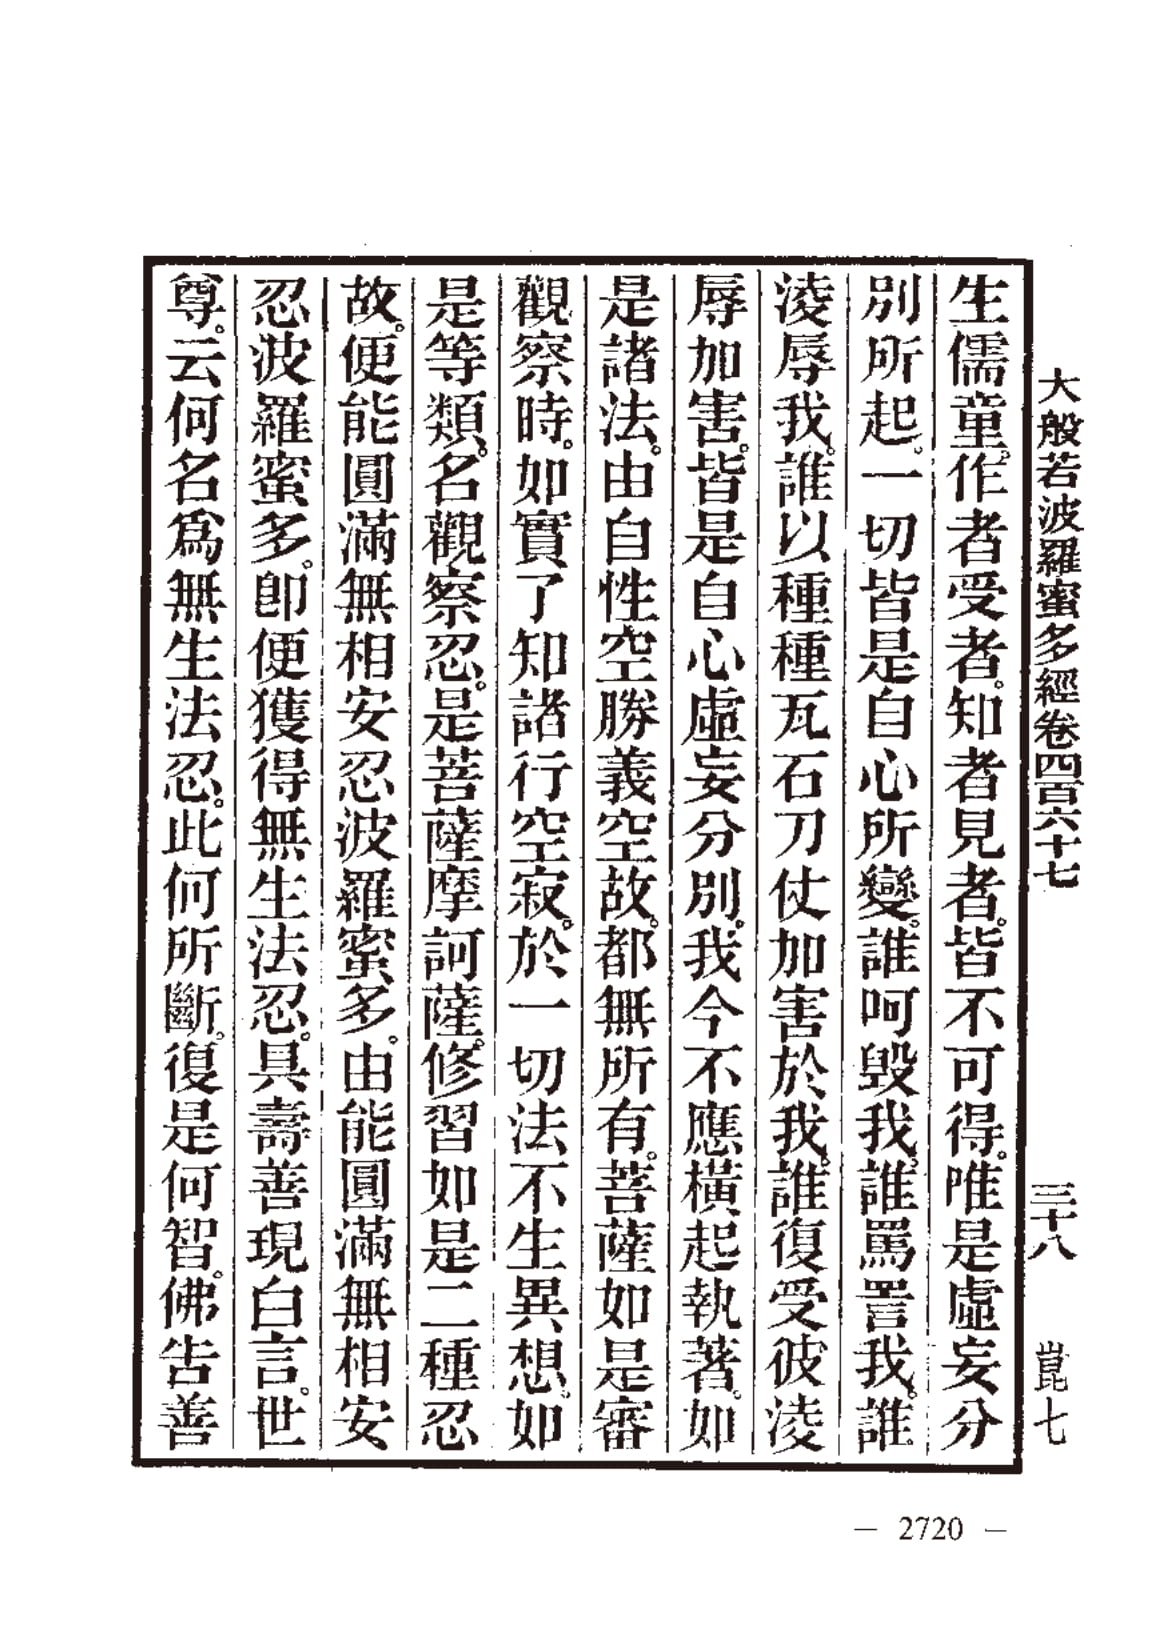 大般若波羅蜜多經卷四百六十七 三十八 崑七
生儒童。作者受者。知者見者。皆不可得。唯是虛妄分
別所起。一切皆是自心所變。誰呵毀我。誰罵詈我。誰
淩辱我。誰以種種瓦石刀仗加害於我。誰復受彼淩
辱加害。皆是自心虛妄分別。我今不應橫起執著。如
是諸法。由自性空勝義空故。都無所有。菩薩如是審
觀察時。如實了知諸行空寂。於一切法不生異想。如
是等類。名觀察忍。是菩薩摩訶薩。修習如是二種忍
故。便能圓滿無相安忍波羅蜜多。由能圓滿無相安
忍波羅蜜多。卽便獲得無生法忍。具壽善現白言。世
尊。云何名爲無生法忍。此何所斷。復是何智。佛告善
— 2720 —